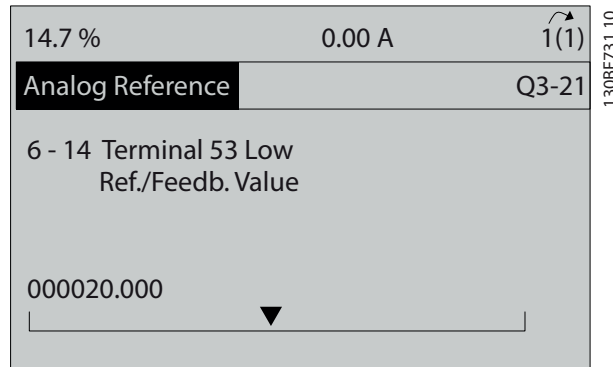 14.7 % 0.00 A 1(1)
Analog Reference Q3-21
6 - 14 Terminal 53 Low
Ref./Feedb. Value
000020.000
130BF731.10